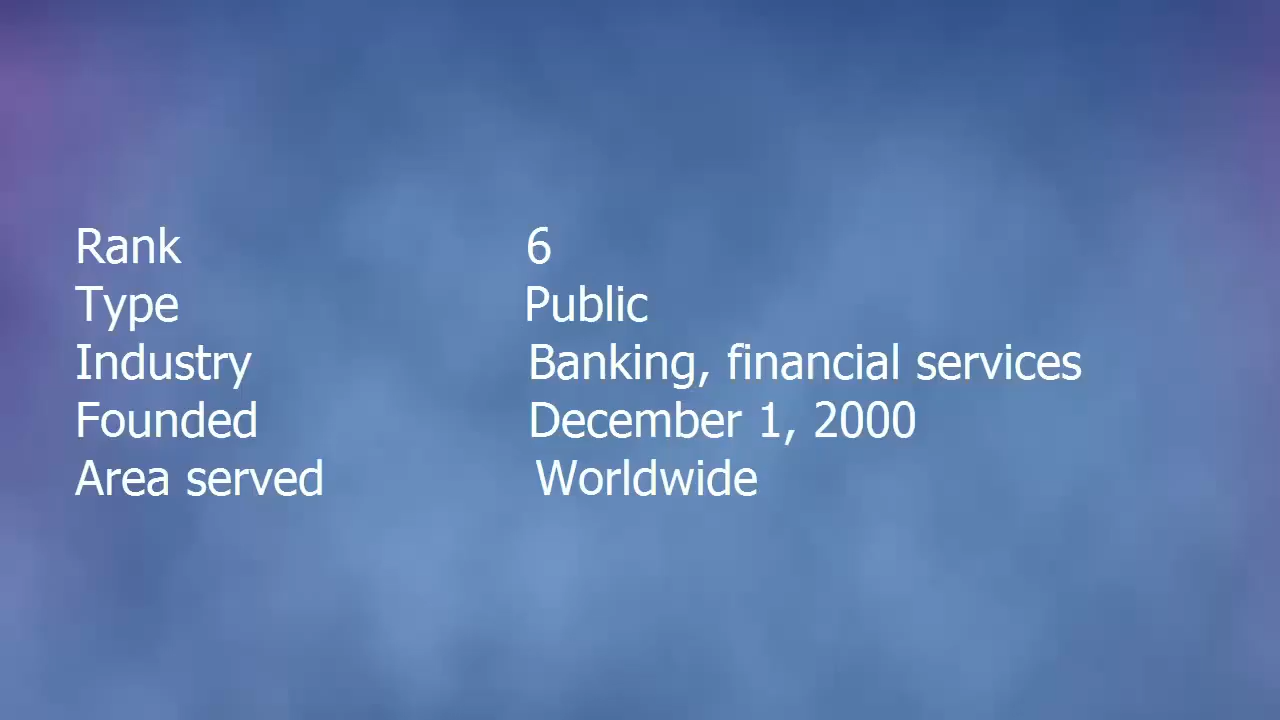 Rank 6
Type Public
Industry Banking, financial services
Founded December 1, 2000
Area served Worldwide